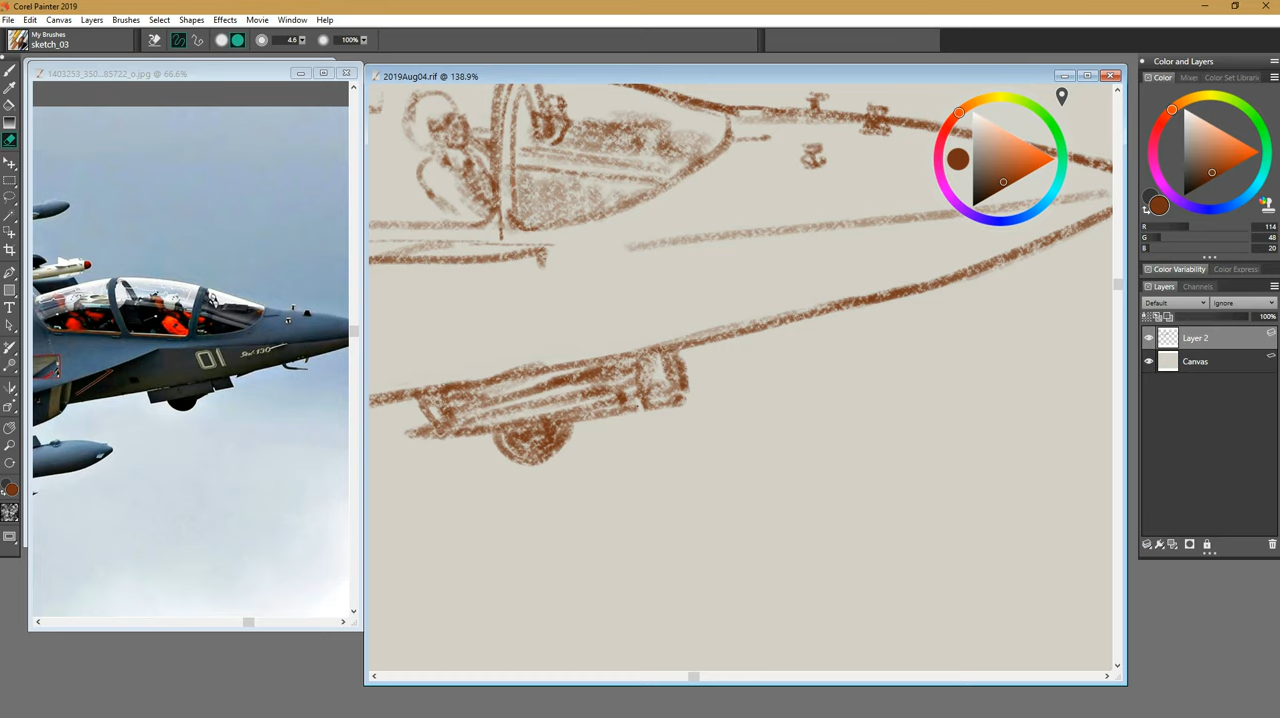 Corel Painter 2019
File Edit Canvas Layers Brushes Select Shapes Effects Movie Window Help
My Brushes
sketch_03
4.6
100%
1403253_350...85722_o.jpg @ 66.6%
01
2019Aug04.rif @ 138.9%
Color and Layers
Color Mixer Color Set Librari
R 114
G 48
B 20
Color Variability Color Express
Layers Channels
Default Ignore
100%
Layer 2
Canvas